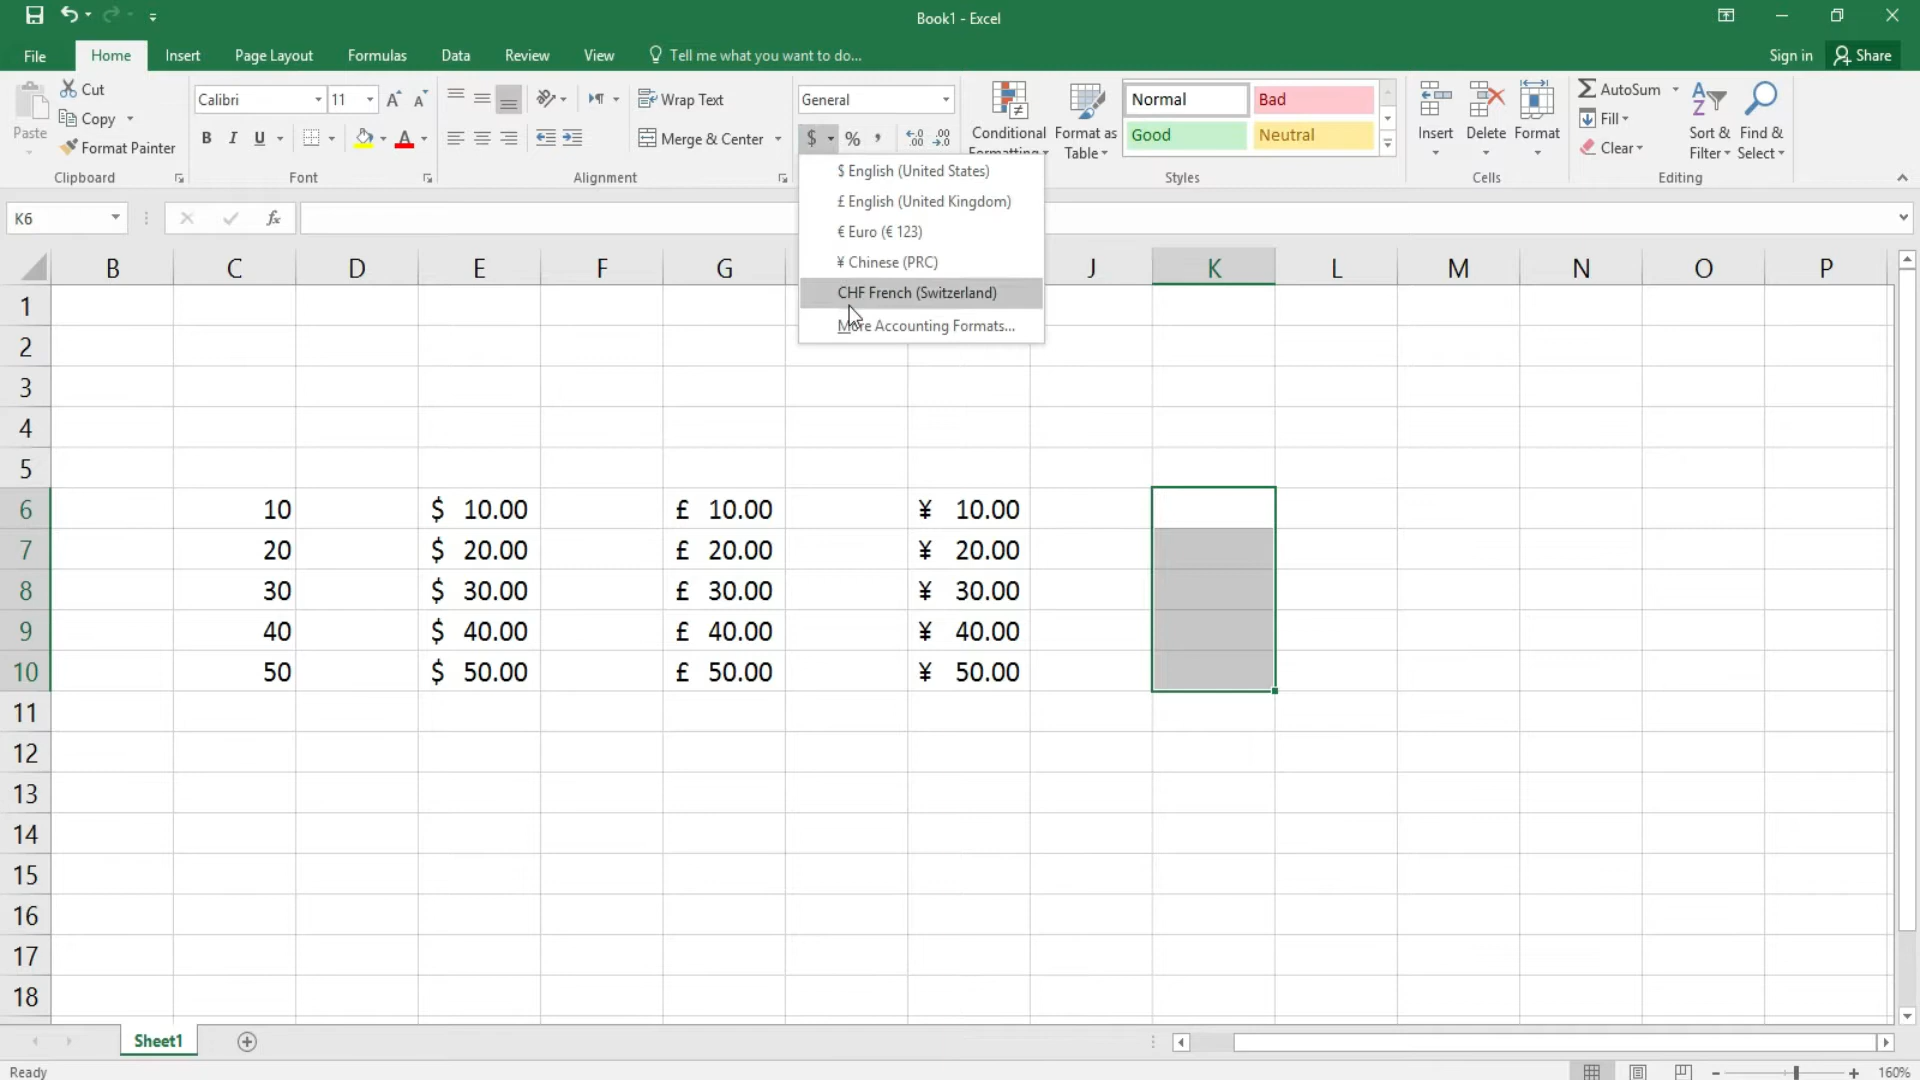 Book1 - Excel
File Home Insert Page Layout Formulas Data Review View Tell me what you want to do... Sign in Share
Paste
Cut
Copy
Format Painter
Clipboard
Calibri 11
B I U
Font
Wrap Text
Merge & Center
Alignment
General
$ % ,
$ English (United States)
£ English (United Kingdom)
€ Euro (€ 123)
¥ Chinese (PRC)
CHF French (Switzerland)
More Accounting Formats...
Conditional
Formatting
Format as
Table
Normal Bad
Good Neutral
Styles
Insert Delete Format
Cells
AutoSum
Fill
Clear
Sort &
Filter
Find &
Select
Editing
K6 fx
B C D E F G J K L M N O P
1
2
3
4
5
6 10 $ 10.00 £ 10.00 ¥ 10.00
7 20 $ 20.00 £ 20.00 ¥ 20.00
8 30 $ 30.00 £ 30.00 ¥ 30.00
9 40 $ 40.00 £ 40.00 ¥ 40.00
10 50 $ 50.00 £ 50.00 ¥ 50.00
11
12
13
14
15
16
17
18
Sheet1
Ready 160%